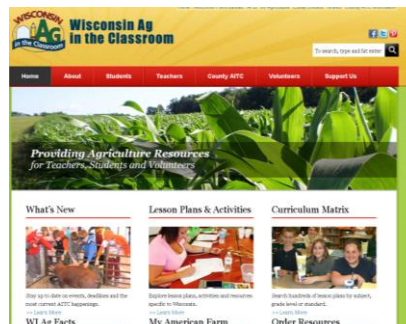 WISCONSIN
AG
in the Classroom
Wisconsin Ag
in the Classroom
To search, type and hit enter
Home About Students Teachers County AITC Volunteers Support Us
Providing Agriculture Resources
for Teachers, Students and Volunteers
What's New Lesson Plans & Activities Curriculum Matrix
Stay up to date on events, deadlines and the
most current AITC happenings.
>> Learn More
Explore lesson plans, activities and resources
specific to Wisconsin.
>> Learn More
Search hundreds of lesson plans by subject,
grade level or standard.
>> Learn More
WI Ag Facts My American Farm Order Resources